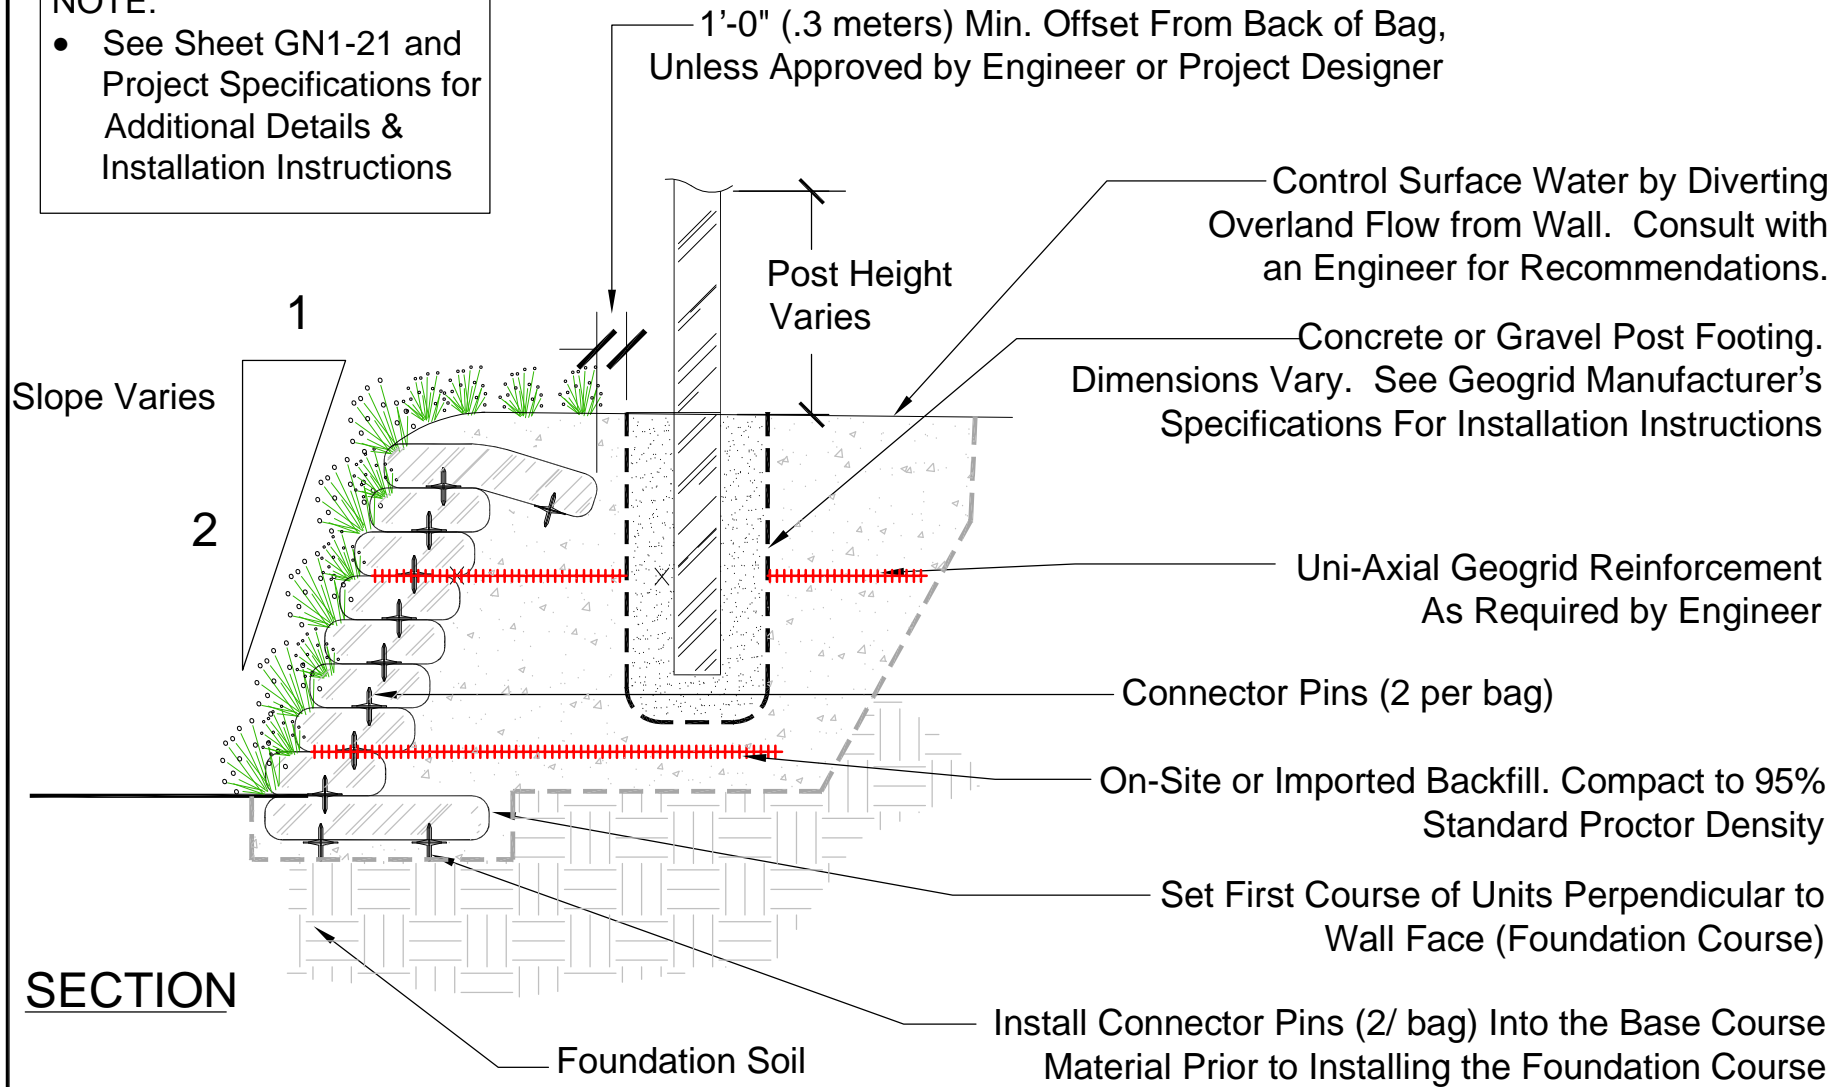 NOTE:
• See Sheet GN1-21 and
Project Specifications for
Additional Details &
Installation Instructions
1'-0" (.3 meters) Min. Offset From Back of Bag,
Unless Approved by Engineer or Project Designer
Control Surface Water by Diverting
Overland Flow from Wall. Consult with
an Engineer for Recommendations.
Post Height
Varies
1
Slope Varies
2
Concrete or Gravel Post Footing.
Dimensions Vary. See Geogrid Manufacturer's
Specifications For Installation Instructions
Uni-Axial Geogrid Reinforcement
As Required by Engineer
Connector Pins (2 per bag)
On-Site or Imported Backfill. Compact to 95%
Standard Proctor Density
Set First Course of Units Perpendicular to
Wall Face (Foundation Course)
SECTION
Install Connector Pins (2/ bag) Into the Base Course
Material Prior to Installing the Foundation Course
Foundation Soil